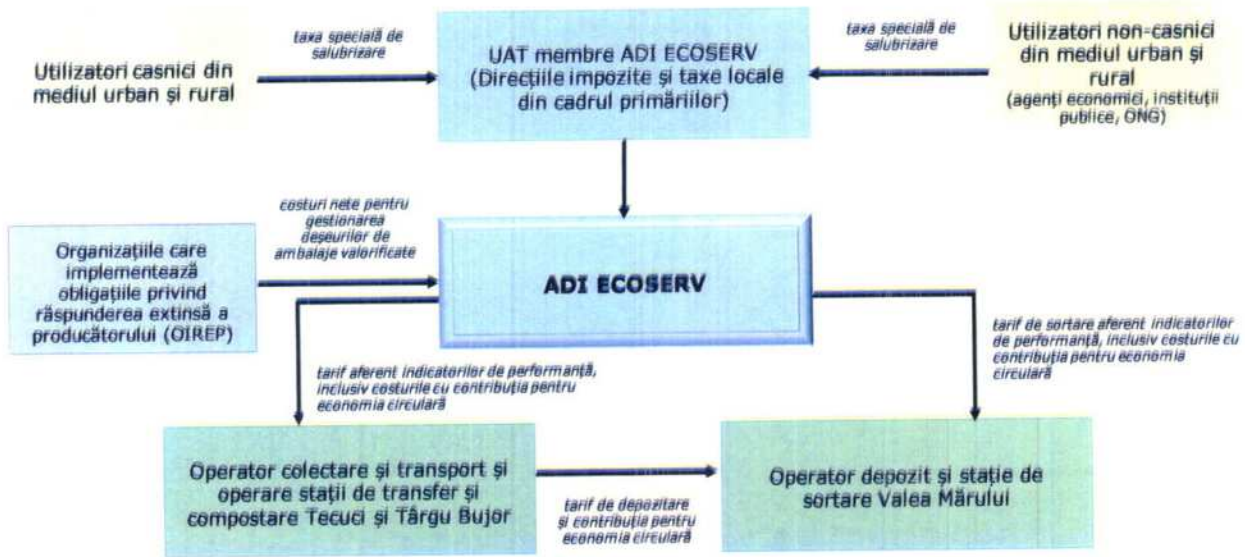 taxa specială de
salubrizare
Utilizatori casnici din
mediul urban și rural
UAT membre ADI ECOSERV
(Direcțiile impozite și taxe locale
din cadrul primăriilor)
taxa specială de
salubrizare
Utilizatori non-casnici
din mediul urban și
rural
(agenți economici, instituții
publice, ONG)
costuri nete pentru
gestionarea
deșeurilor de
ambalaje valorificate
Organizațiile care
implementează
obligațiile privind
răspunderea extinsă a
producătorului (OIREP)
ADI ECOSERV
tarif de sortare aferent indicatorilor
de performanță, inclusiv costurile cu
contribuția pentru economia
circulară
tarif aferent indicatorilor de performanță,
inclusiv costurile cu contribuția pentru
economia circulară
Operator colectare și transport și
operare stații de transfer și
compostare Tecuci și Târgu Bujor
tarif de depozitare
și contribuția pentru
economia circulară
Operator depozit și stație de
sortare Valea Mărului